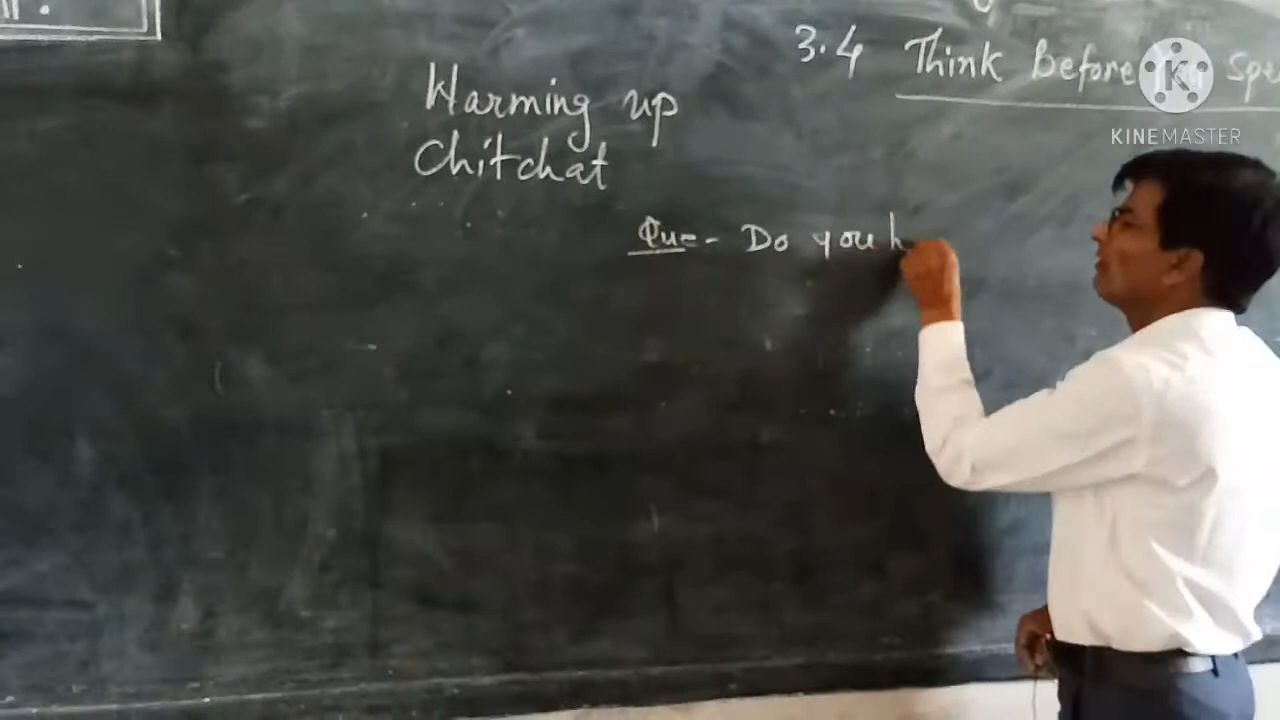 3.4 Think Before
Warming up
Chitchat
Que - Do you h
K
KINEMASTER